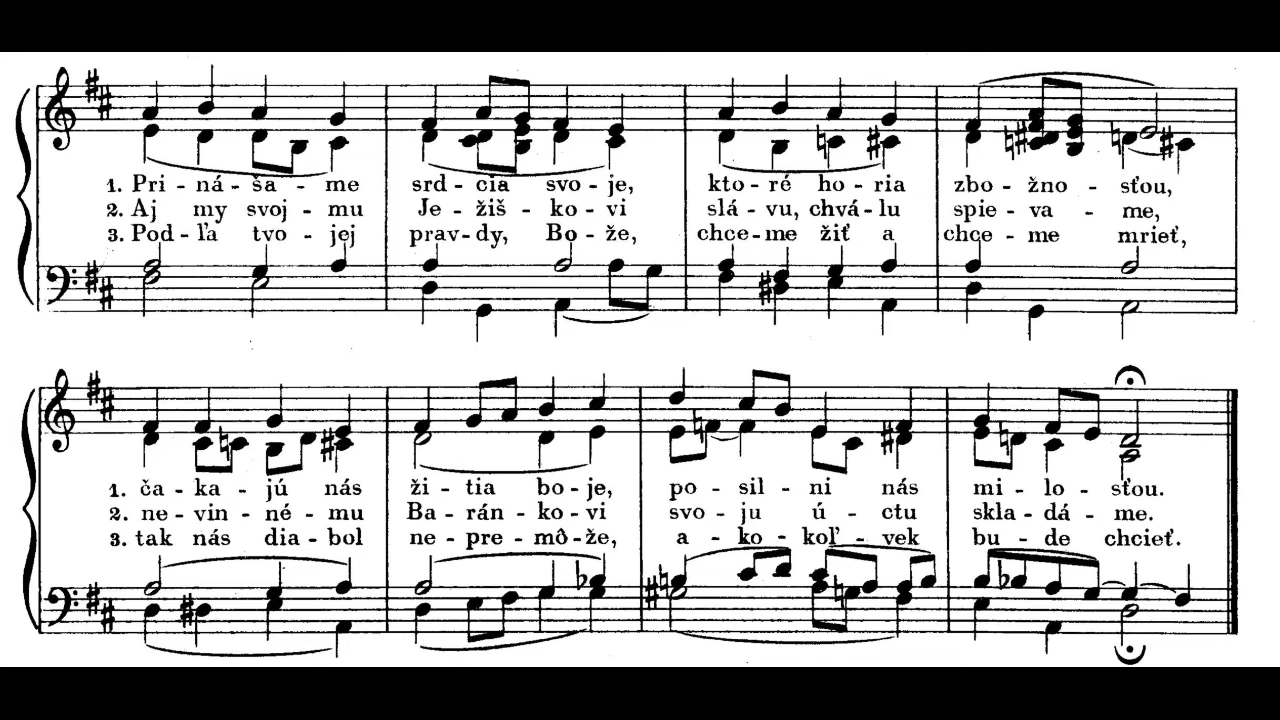 1. Pri - ná - ša - me srd - cia svo - je, kto - ré ho - ria zbo - žno - sťou,
2. Aj my svoj - mu Je - žiš - ko - vi slá - vu, chvá - lu spie - va - me,
3. Pod - ľa tvo - jej prav - dy, Bo - že, chce - me žiť a chce - me mrieť,
1. ča - ka - jú nás ži - tia bo - je, po - sil - ni nás mi - lo - sťou.
2. ne - vin - né - mu Ba - rán - ko - vi svo - ju ú - ctu skla - dá - me.
3. tak nás dia - bol ne - pre - mô - že, a - ko - koľ - vek bu - de chcieť.